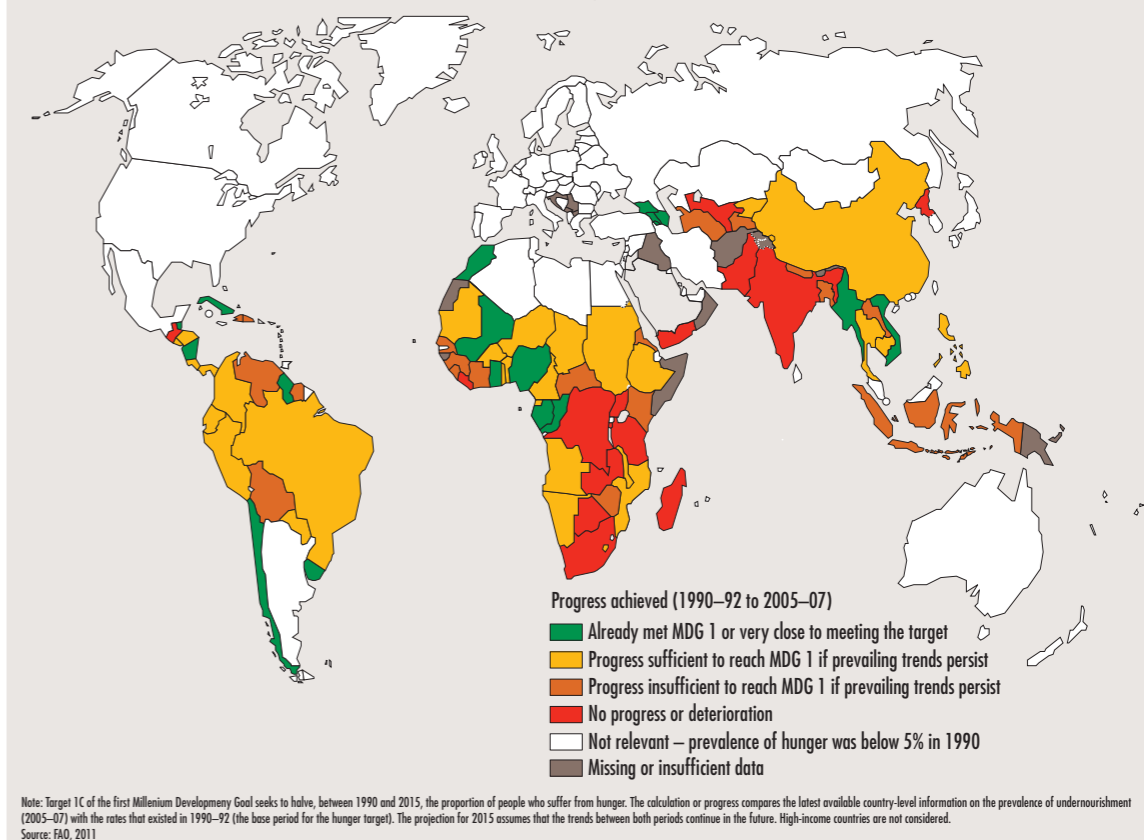 Progress achieved (1990–92 to 2005–07)
Already met MDG 1 or very close to meeting the target
Progress sufficient to reach MDG 1 if prevailing trends persist
Progress insufficient to reach MDG 1 if prevailing trends persist
No progress or deterioration
Not relevant – prevalence of hunger was below 5% in 1990
Missing or insufficient data
Note: Target 1C of the first Millenium Developmeny Goal seeks to halve, between 1990 and 2015, the proportion of people who suffer from hunger. The calculation or progress compares the latest available country-level information on the prevalence of undernourishment
(2005–07) with the rates that existed in 1990–92 (the base period for the hunger target). The projection for 2015 assumes that the trends between both periods continue in the future. High-income countries are not considered.
Source: FAO, 2011